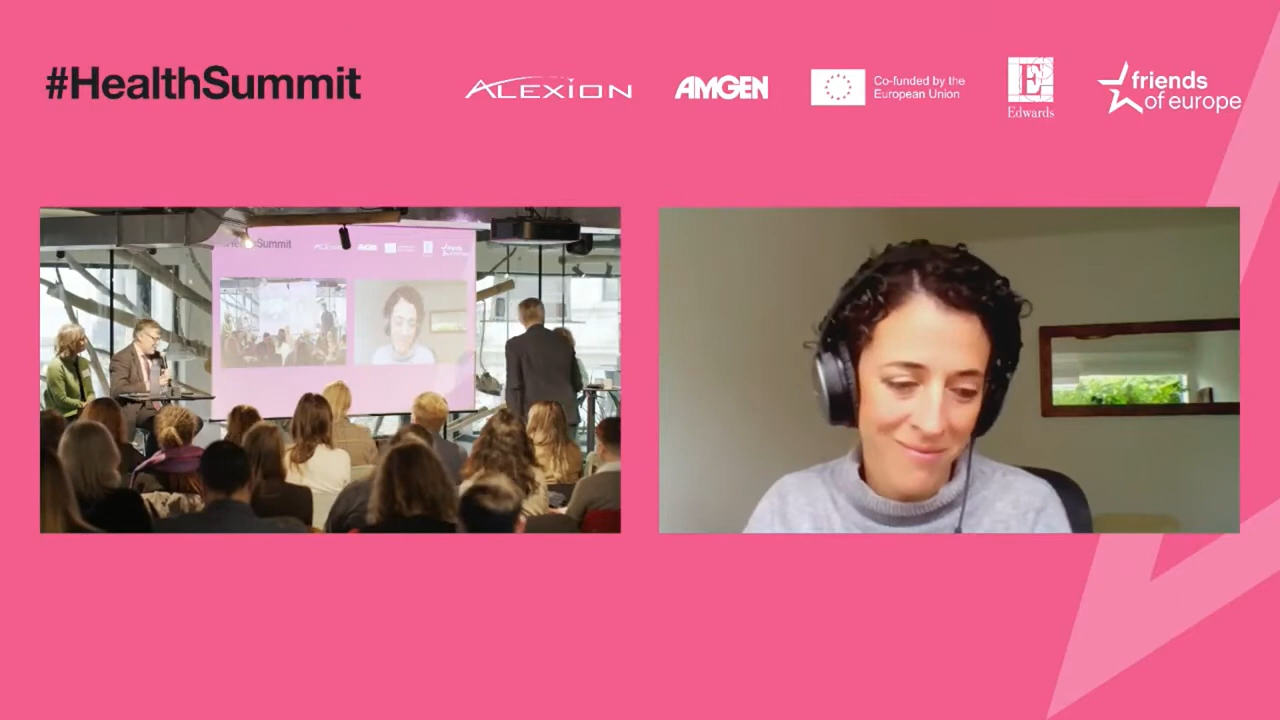 #HealthSummit
ALEXION
AMGEN
Co-funded by the
European Union
E
Edwards
friends
of europe